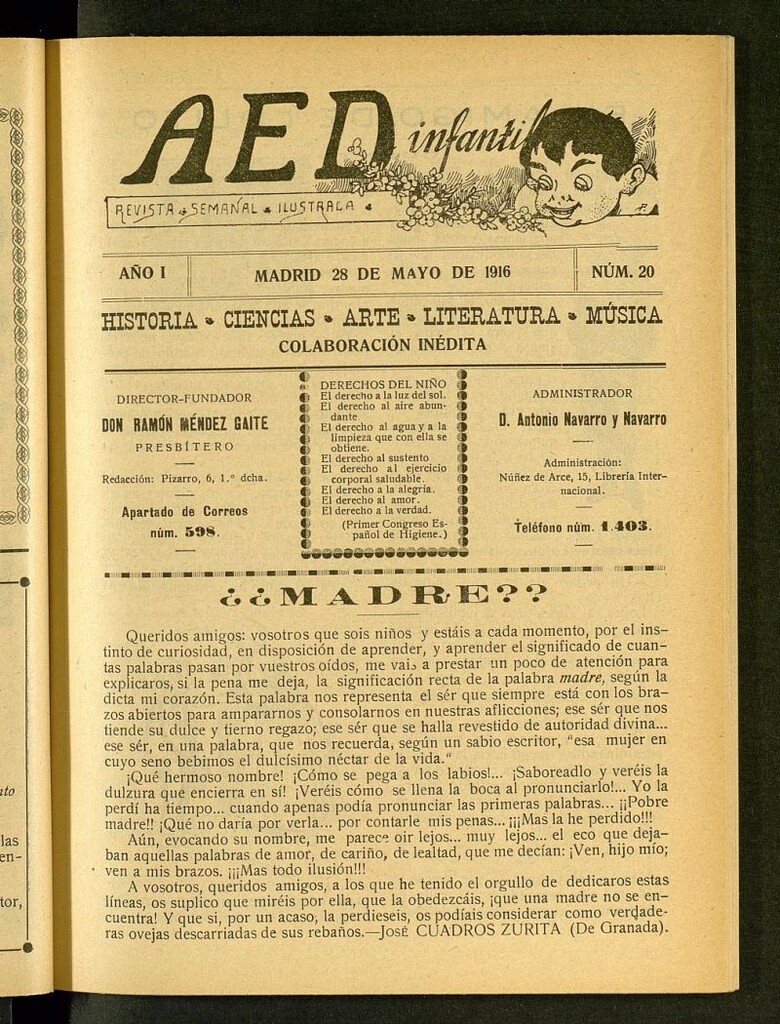 AED infantil
REVISTA SEMANAL ILUSTRADA
AÑO I
MADRID 28 DE MAYO DE 1916
NÚM. 20
HISTORIA • CIENCIAS • ARTE • LITERATURA • MÚSICA
COLABORACIÓN INÉDITA
DIRECTOR-FUNDADOR
DON RAMÓN MÉNDEZ GAITE
PRESBÍTERO
Redacción: Pizarro, 6, 1.º dcha.
Apartado de Correos
núm. 598.
DERECHOS DEL NIÑO
El derecho a la luz del sol.
El derecho al aire abun-
dante
El derecho al agua y a la
limpieza que con ella se
obtiene.
El derecho al sustento
El derecho al ejercicio
corporal saludable.
El derecho a la alegría.
El derecho al amor.
El derecho a la verdad.
(Primer Congreso Es-
pañol de Higiene.)
ADMINISTRADOR
D. Antonio Navarro y Navarro
Administración:
Núñez de Arce, 15, Librería Inter-
nacional.
Teléfono núm. 1.403.
¿¿MADRE??
Queridos amigos: vosotros que sois niños y estáis a cada momento, por el ins-
tinto de curiosidad, en disposición de aprender, y aprender el significado de cuan-
tas palabras pasan por vuestros oídos, me vais a prestar un poco de atención para
explicaros, si la pena me deja, la significación recta de la palabra madre, según la
dicta mi corazón. Esta palabra nos representa el sér que siempre está con los bra-
zos abiertos para ampararnos y consolarnos en nuestras aflicciones; ese sér que nos
tiende su dulce y tierno regazo; ese sér que se halla revestido de autoridad divina...
ese sér, en una palabra, que nos recuerda, según un sabio escritor, "esa mujer en
cuyo seno bebimos el dulcísimo néctar de la vida."
¡Qué hermoso nombre! ¡Cómo se pega a los labios!... ¡Saboreadlo y veréis la
dulzura que encierra en sí! ¡Veréis cómo se llena la boca al pronunciarlo!... Yo la
perdí ha tiempo... cuando apenas podía pronunciar las primeras palabras... ¡¡Pobre
madre!! ¡Qué no daría por verla... por contarle mis penas... ¡¡¡Mas la he perdido!!!
Aún, evocando su nombre, me parece oir lejos... muy lejos... el eco que deja-
ban aquellas palabras de amor, de cariño, de lealtad, que me decían: ¡Ven, hijo mío;
ven a mis brazos. ¡¡¡Mas todo ilusión!!!
A vosotros, queridos amigos, a los que he tenido el orgullo de dedicaros estas
líneas, os suplico que miréis por ella, que la obedezcáis, ¡que una madre no se en-
cuentra! Y que si, por un acaso, la perdieseis, os podíais considerar como verdade-
ras ovejas descarriadas de sus rebaños.—José CUADROS ZURITA (De Granada).
las
en-
tor,